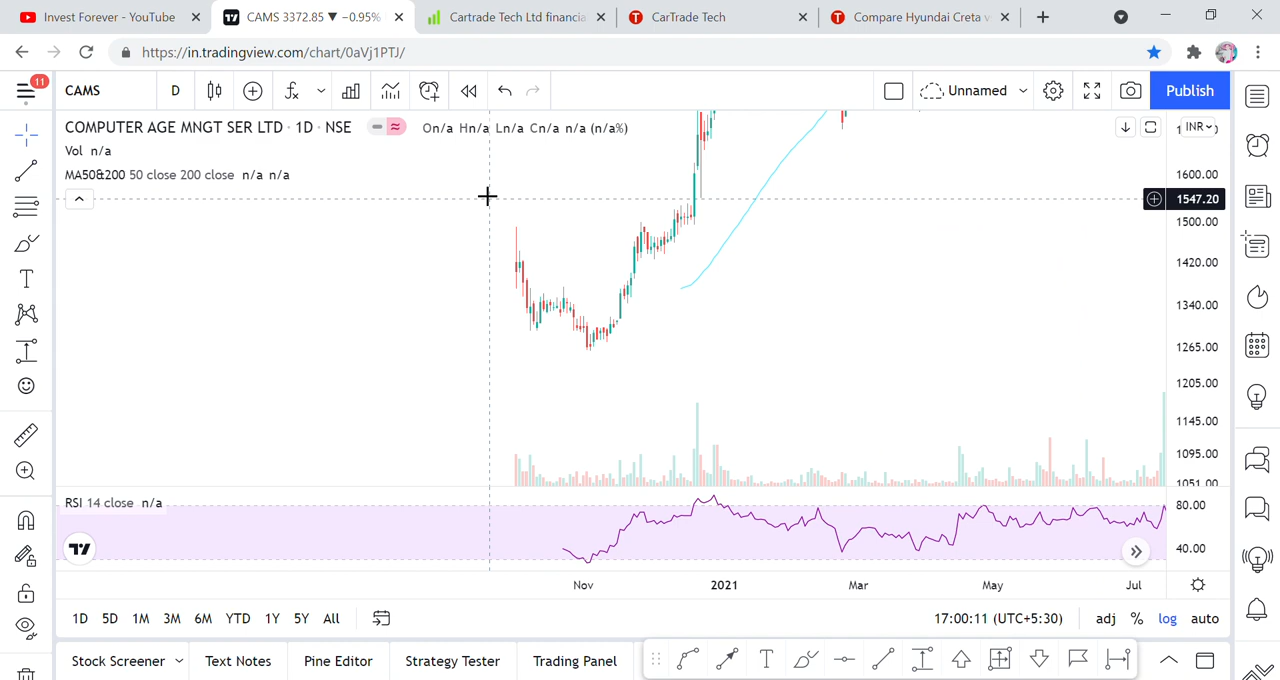 Invest Forever - YouTube
CAMS 3372.85 ▼ −0.95%
Cartrade Tech Ltd financia
CarTrade Tech
Compare Hyundai Creta v
https://in.tradingview.com/chart/0aVj1PTJ/
11
CAMS
D
Unnamed
Publish
COMPUTER AGE MNGT SER LTD · 1D · NSE
On/a Hn/a Ln/a Cn/a n/a (n/a%)
INR
Vol n/a
MA50&200 50 close 200 close n/a n/a
1600.00
1547.20
1500.00
1420.00
1340.00
1265.00
1205.00
1145.00
1095.00
1051.00
RSI 14 close n/a
80.00
40.00
Nov
2021
Mar
May
Jul
1D 5D 1M 3M 6M YTD 1Y 5Y All
17:00:11 (UTC+5:30)
adj % log auto
Stock Screener
Text Notes
Pine Editor
Strategy Tester
Trading Panel